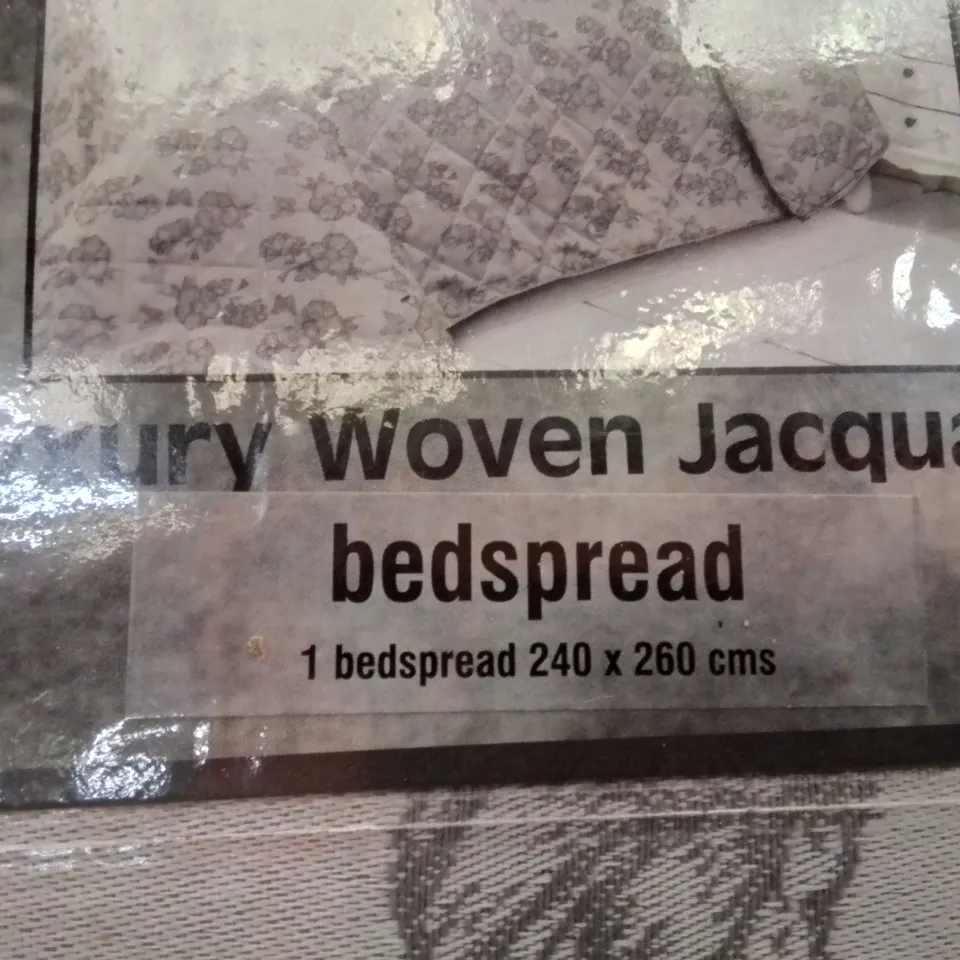 xury Woven Jacqua
bedspread
1 bedspread 240 x 260 cms